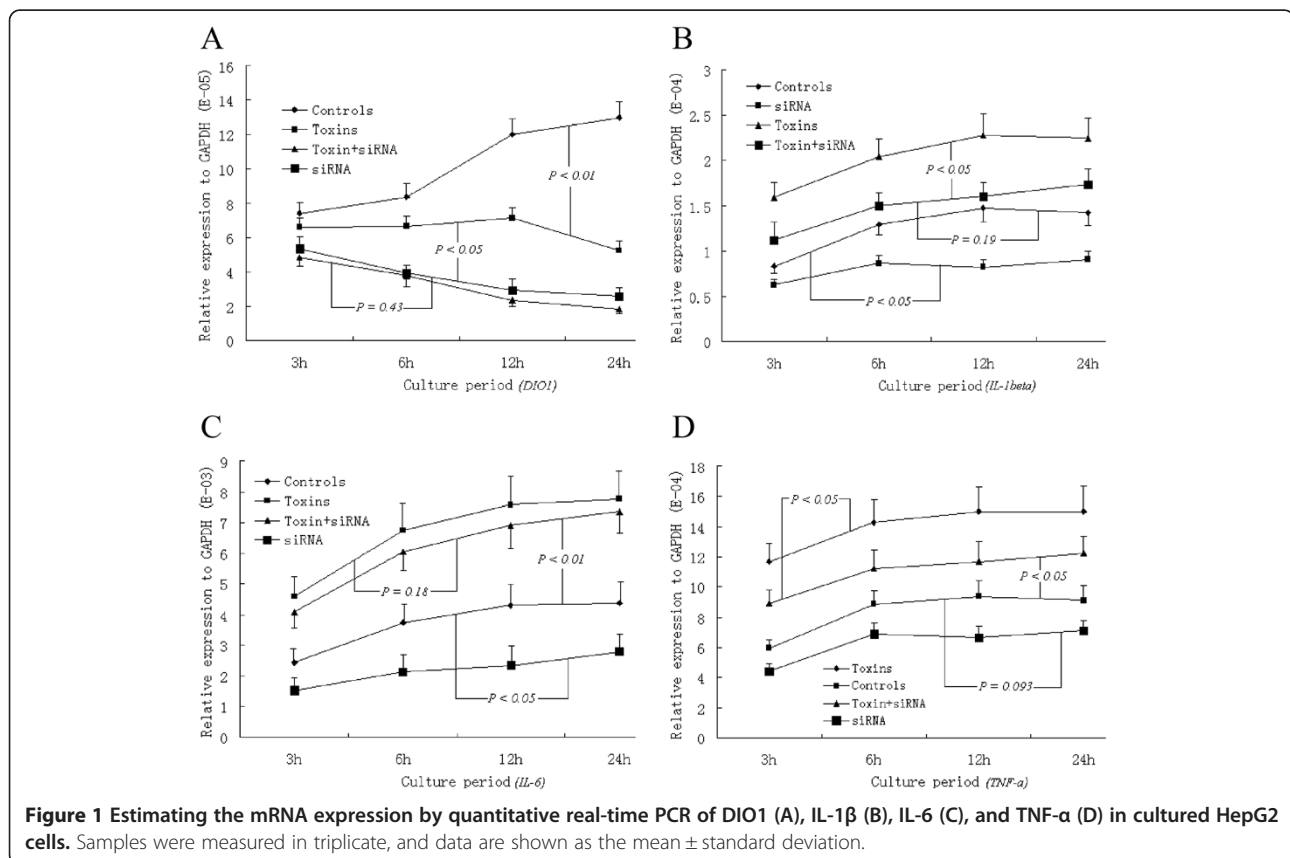 A
Relative expression to GAPDH (E-05)
16
14
12
10
8
6
4
2
0
Controls
Toxins
Toxin+siRNA
siRNA
P < 0.01
P < 0.05
P = 0.43
3h 6h 12h 24h
Culture period (DIO1)
B
Relative expression to GAPDH (E-04)
3
2.5
2
1.5
1
0.5
0
Controls
siRNA
Toxins
Toxin+siRNA
P < 0.05
P = 0.19
P < 0.05
3h 6h 12h 24h
Culture period (IL-1beta)
C
Relative expression to GAPDH (E-03)
9
8
7
6
5
4
3
2
1
0
Controls
Toxins
Toxin+siRNA
siRNA
P < 0.01
P = 0.18
P < 0.05
3h 6h 12h 24h
Culture period (IL-6)
D
Relative expression to GAPDH (E-04)
18
16
14
12
10
8
6
4
2
0
P < 0.05
P < 0.05
Toxins
Controls
Toxin+siRNA
siRNA
P = 0.093
3h 6h 12h 24h
Culture period (TNF-a)
Figure 1 Estimating the mRNA expression by quantitative real-time PCR of DIO1 (A), IL-1β (B), IL-6 (C), and TNF-α (D) in cultured HepG2
cells. Samples were measured in triplicate, and data are shown as the mean ± standard deviation.